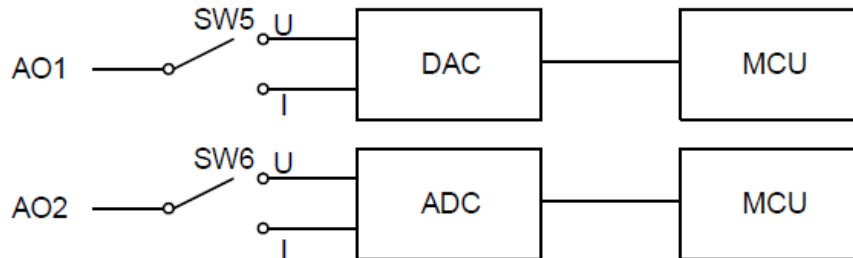 SW5 U
AO1 DAC MCU
I
SW6 U
AO2 ADC MCU
I